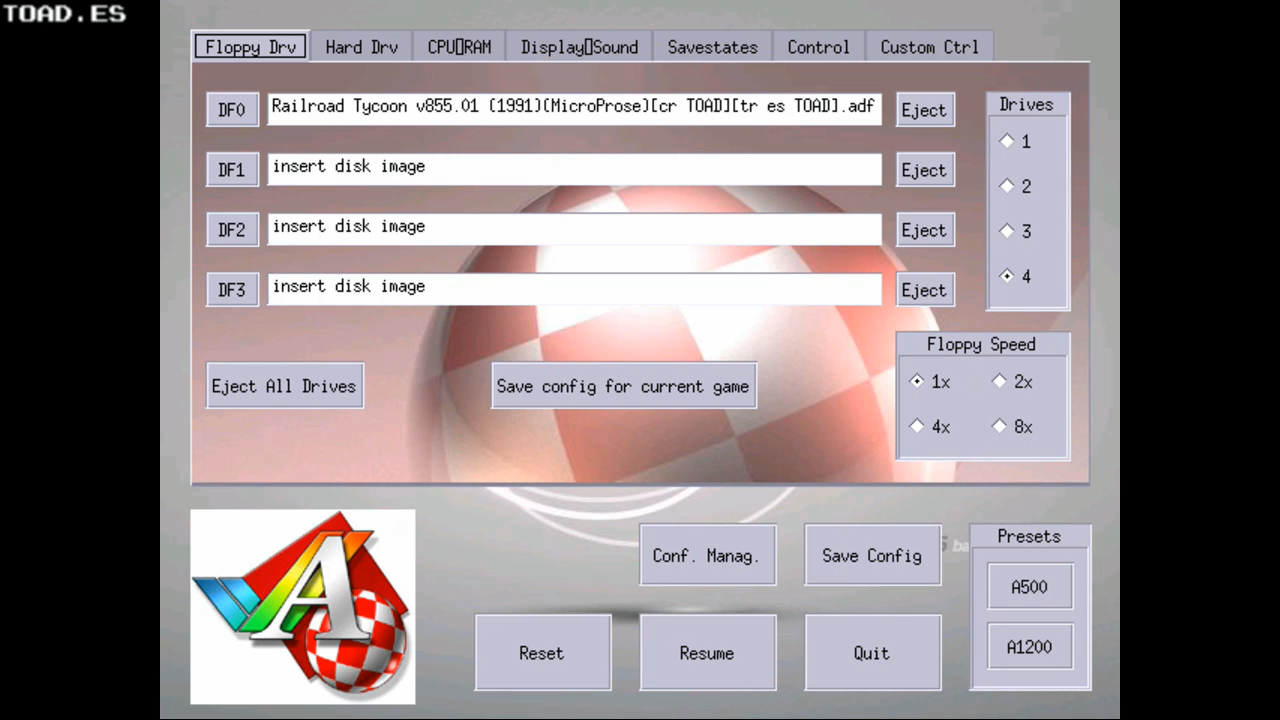 TOAD.ES
Floppy Drv Hard Drv CPU▯RAM Display▯Sound Savestates Control Custom Ctrl
DF0 Railroad Tycoon v855.01 (1991)(MicroProse)[cr TOAD][tr es TOAD].adf Eject
Drives
1
DF1 insert disk image Eject
2
DF2 insert disk image Eject
3
DF3 insert disk image Eject
4
Floppy Speed
Eject All Drives Save config for current game
1x 2x
4x 8x
A
Conf. Manag. Save Config
Presets
A500
Reset Resume Quit
A1200